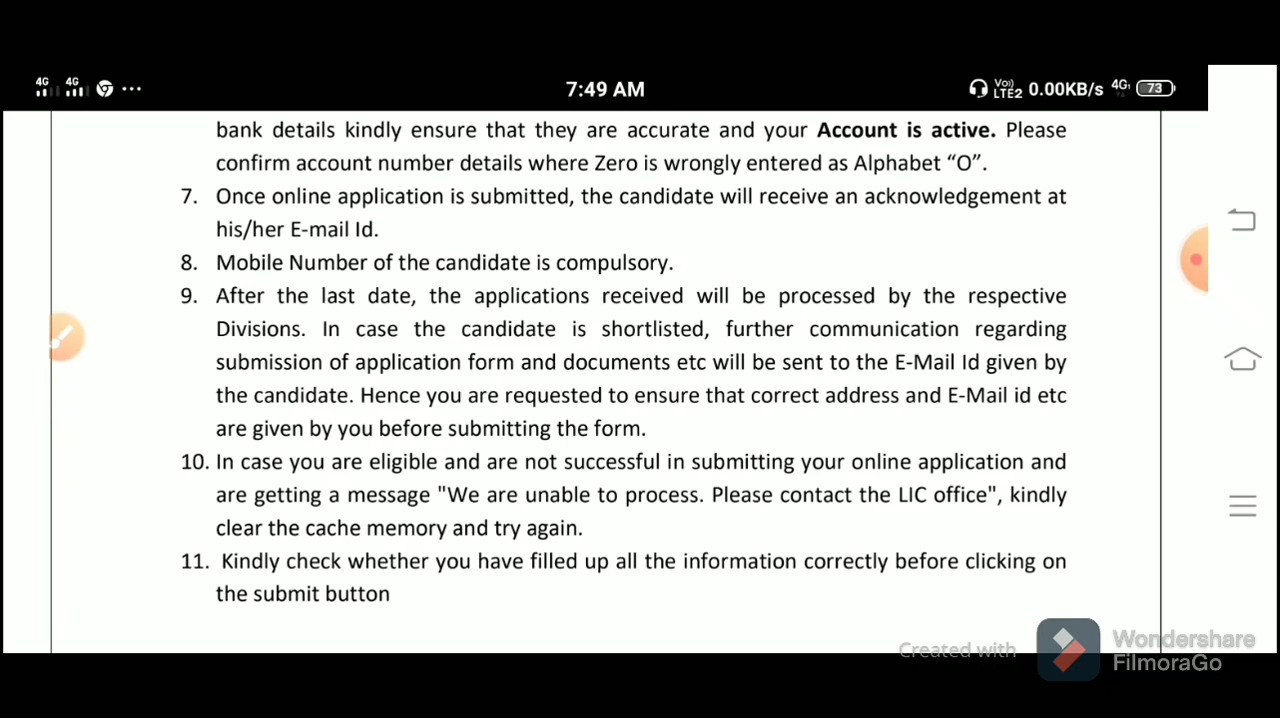 4G 4G ... 7:49 AM Vo) LTE2 0.00KB/s 4G 73
bank details kindly ensure that they are accurate and your Account is active. Please
confirm account number details where Zero is wrongly entered as Alphabet “O”.
7. Once online application is submitted, the candidate will receive an acknowledgement at
his/her E-mail Id.
8. Mobile Number of the candidate is compulsory.
9. After the last date, the applications received will be processed by the respective
Divisions. In case the candidate is shortlisted, further communication regarding
submission of application form and documents etc will be sent to the E-Mail Id given by
the candidate. Hence you are requested to ensure that correct address and E-Mail id etc
are given by you before submitting the form.
10. In case you are eligible and are not successful in submitting your online application and
are getting a message "We are unable to process. Please contact the LIC office", kindly
clear the cache memory and try again.
11. Kindly check whether you have filled up all the information correctly before clicking on
the submit button
Created with Wondershare
FilmoraGo